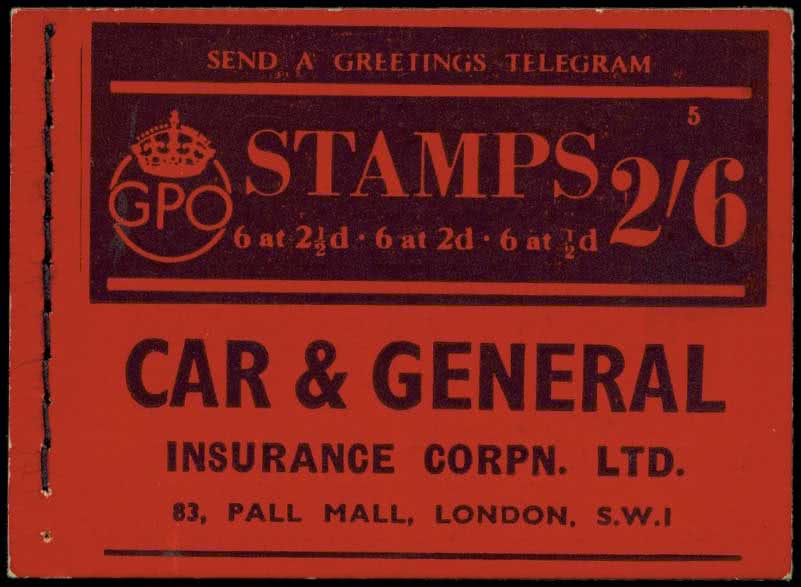 SEND A GREETINGS TELEGRAM
5
GPO
STAMPS 2/6
6 at 2½d · 6 at 2d · 6 at ½d
CAR & GENERAL
INSURANCE CORPN. LTD.
83, PALL MALL, LONDON, S.W.1